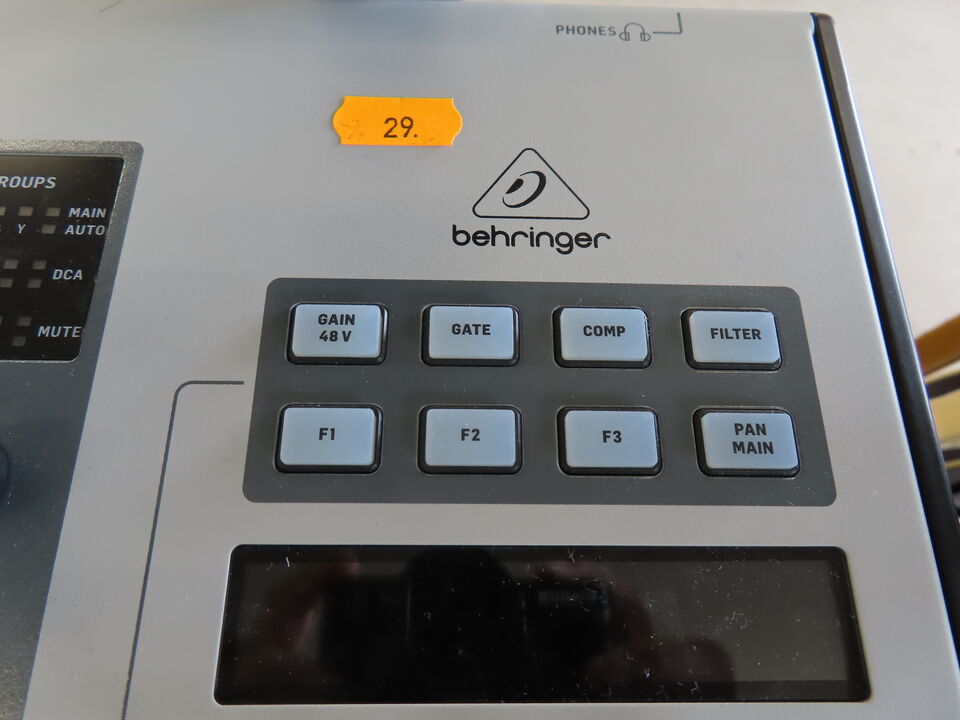 PHONES
29.
behringer
ROUPS
MAIN
Y AUTO
DCA
MUTE
GAIN
48 V
GATE
COMP
FILTER
F1
F2
F3
PAN
MAIN